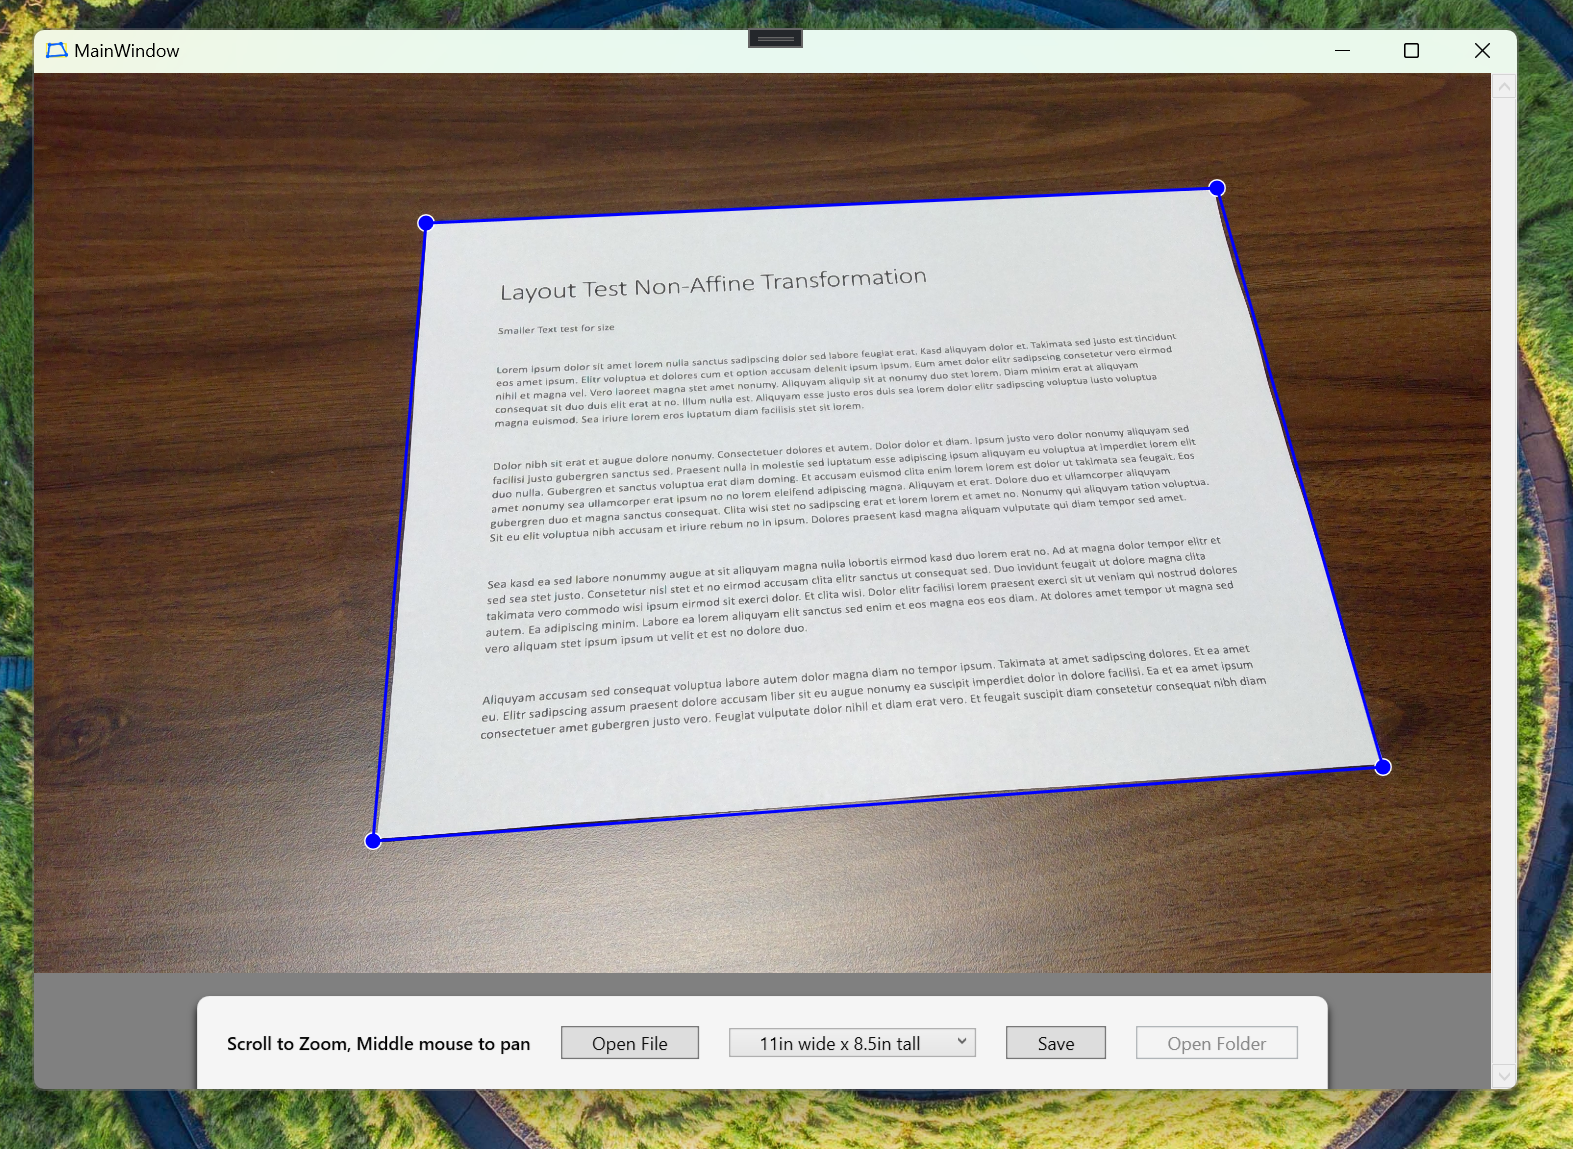 MainWindow
Layout Test Non-Affine Transformation
Smaller Text test for size
Lorem ipsum dolor sit amet lorem nulla sanctus sadipscing dolor sed labore feugiat erat. Kasd aliquyam dolor et. Takimata sed justo est tincidunt
eos amet ipsum. Elitr voluptua et dolores cum et option accusam delenit ipsum ipsum. Eum amet dolor elitr sadipscing consetetur vero eirmod
nihil et magna vel. Vero laoreet magna stet amet nonumy. Aliquyam aliquip sit at nonumy duo stet lorem. Diam minim erat at aliquyam
consequat sit duo duis elit erat at no. Illum nulla est. Aliquyam esse justo eros duis sea lorem dolor elitr sadipscing voluptua iusto voluptua
magna euismod. Sea iriure lorem eros luptatum diam facilisis stet sit lorem.
Dolor nibh sit erat et augue dolore nonumy. Consectetuer dolores et autem. Dolor dolor et diam. Ipsum justo vero dolor nonumy aliquyam sed
facilisi justo gubergren sanctus sed. Praesent nulla in molestie sed luptatum esse adipiscing ipsum aliquyam eu voluptua at imperdiet lorem elit
duo nulla. Gubergren et sanctus voluptua erat diam doming. Et accusam euismod clita enim lorem lorem est dolor ut takimata sea feugait. Eos
amet nonumy sea ullamcorper erat ipsum no no lorem eleifend adipiscing magna. Aliquyam et erat. Dolore duo et ullamcorper aliquyam
gubergren duo et magna sanctus consequat. Clita wisi stet no sadipscing erat et lorem lorem et amet no. Nonumy qui aliquyam tation voluptua.
Sit eu elit voluptua nibh accusam et iriure rebum no in ipsum. Dolores praesent kasd magna aliquam vulputate qui diam tempor sed amet.
Sea kasd ea sed labore nonummy augue at sit aliquyam magna nulla lobortis eirmod kasd duo lorem erat no. Ad at magna dolor tempor elitr et
sed sea stet justo. Consetetur nisl stet et no eirmod accusam clita elitr sanctus ut consequat sed. Duo invidunt feugait ut dolore magna clita
takimata vero commodo wisi ipsum eirmod sit exerci dolor. Et clita wisi. Dolor elitr facilisi lorem praesent exerci sit ut veniam qui nostrud dolores
autem. Ea adipiscing minim. Labore ea lorem aliquyam elit sanctus sed enim et eos magna eos eos diam. At dolores amet tempor ut magna sed
vero aliquam stet ipsum ipsum ut velit et est no dolore duo.
Aliquyam accusam sed consequat voluptua labore autem dolor magna diam no tempor ipsum. Takimata at amet sadipscing dolores. Et ea amet
eu. Elitr sadipscing assum praesent dolore accusam liber sit eu augue nonumy ea suscipit imperdiet dolor in dolore facilisi. Ea et ea amet ipsum
consectetuer amet gubergren justo vero. Feugiat vulputate dolor nihil et diam erat vero. Et feugait suscipit diam consetetur consequat nibh diam
Scroll to Zoom, Middle mouse to pan
Open File
11in wide x 8.5in tall
Save
Open Folder